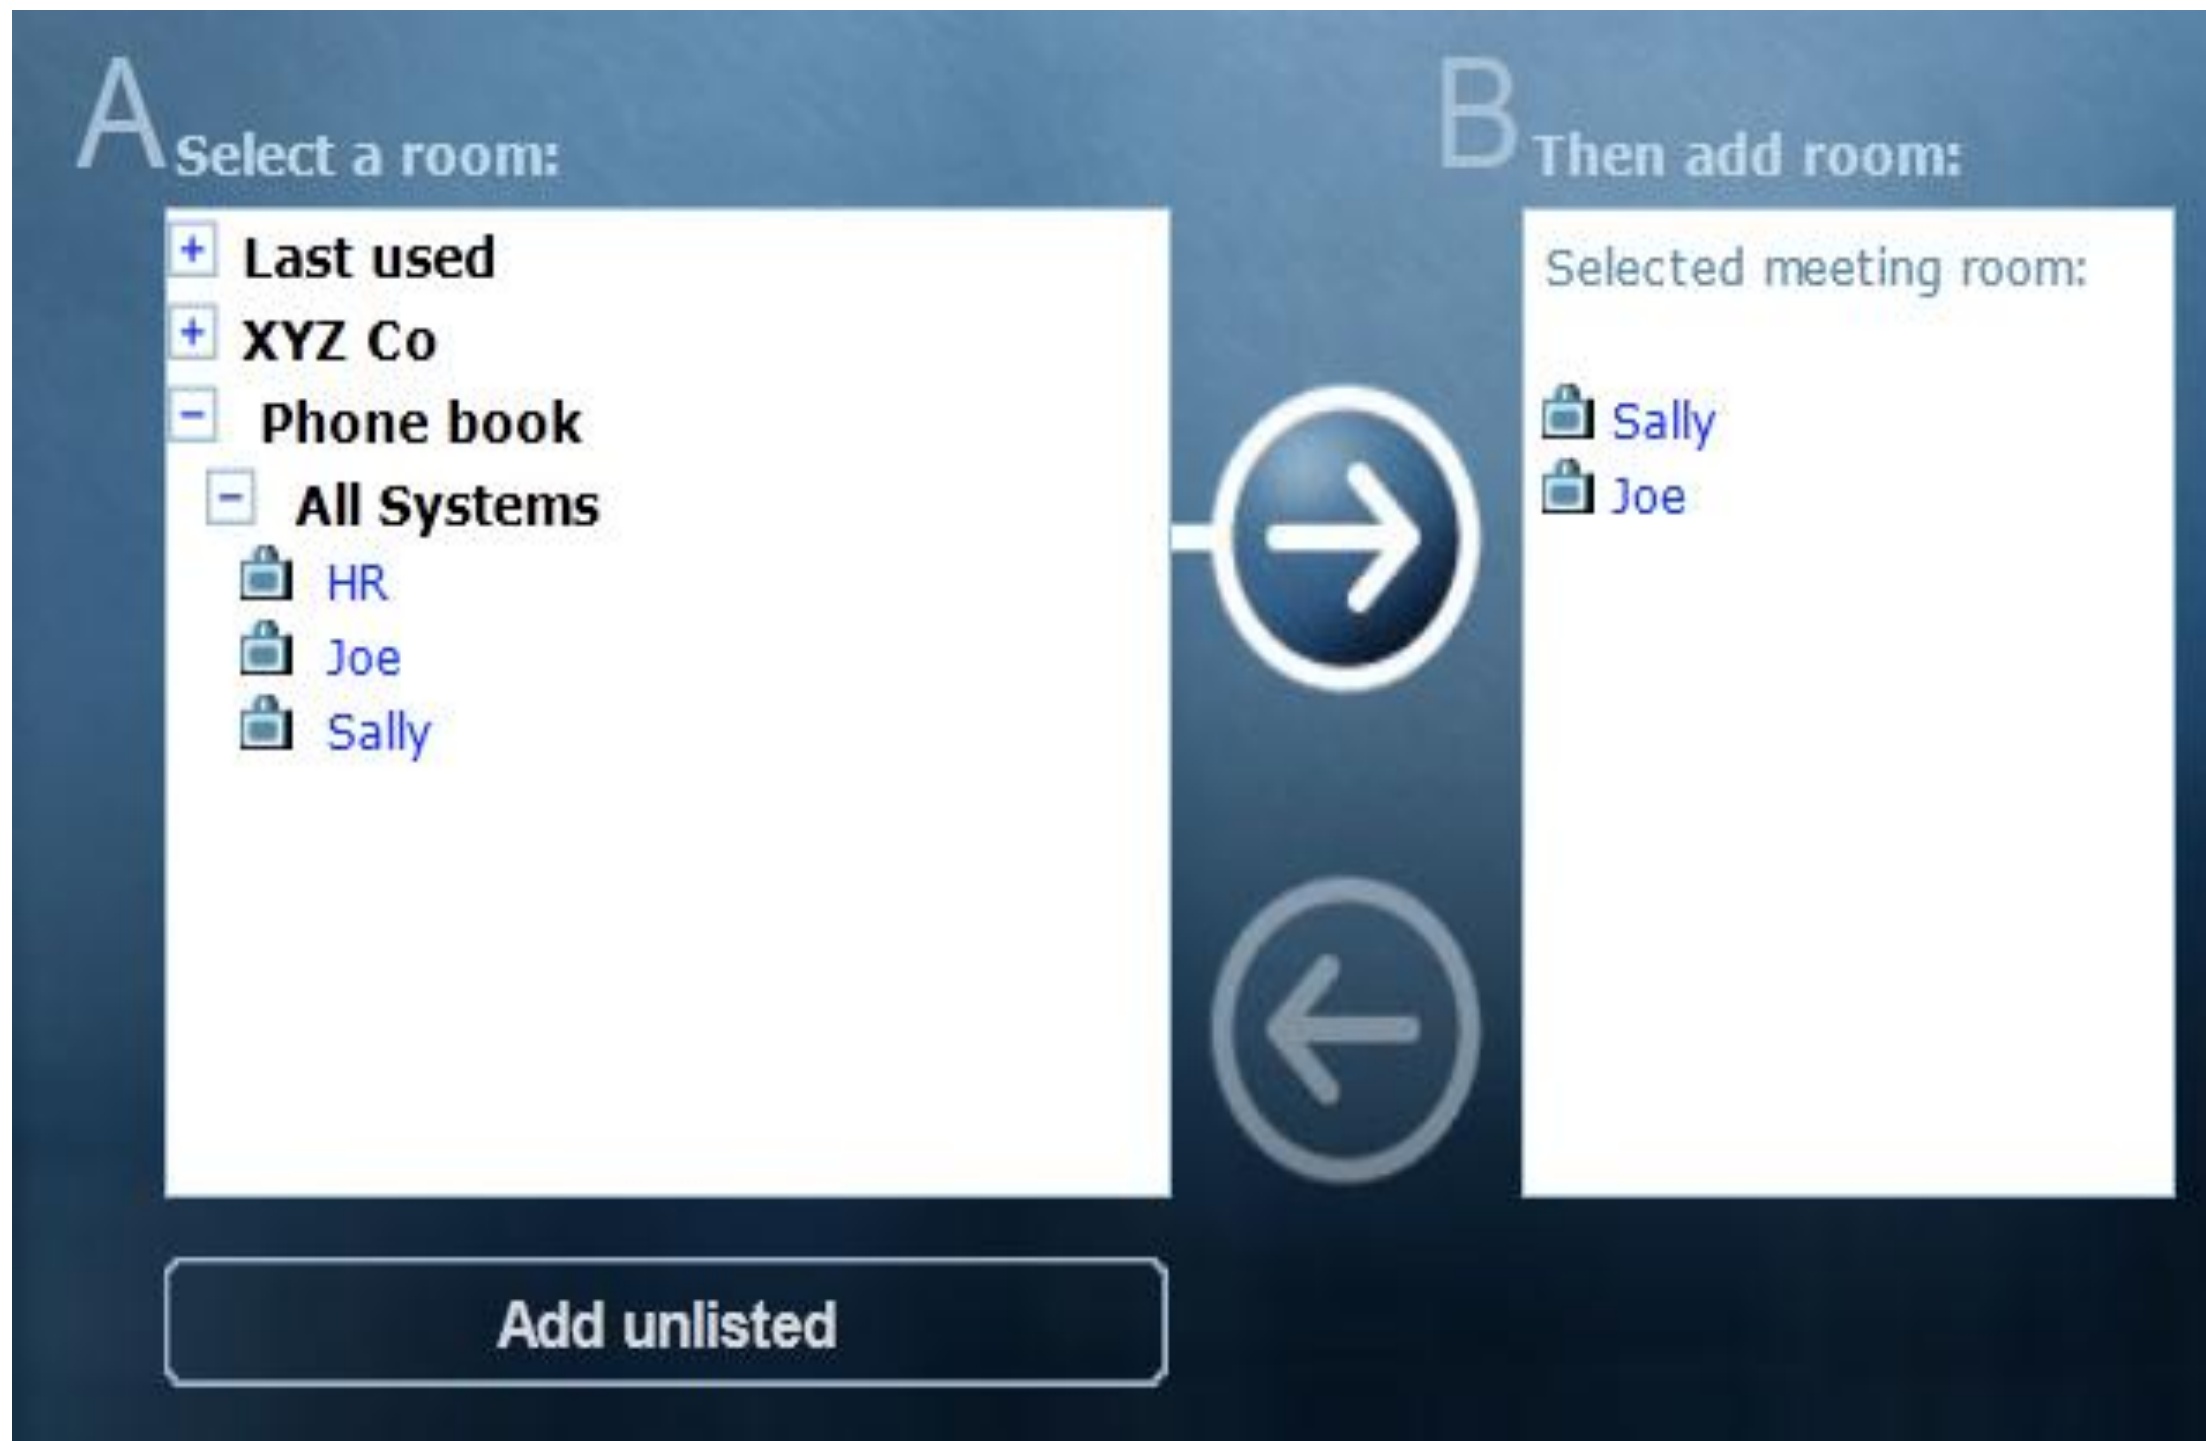 A Select a room:
+ Last used
+ XYZ Co
- Phone book
- All Systems
HR
Joe
Sally
Add unlisted
B Then add room:
Selected meeting room:
Sally
Joe